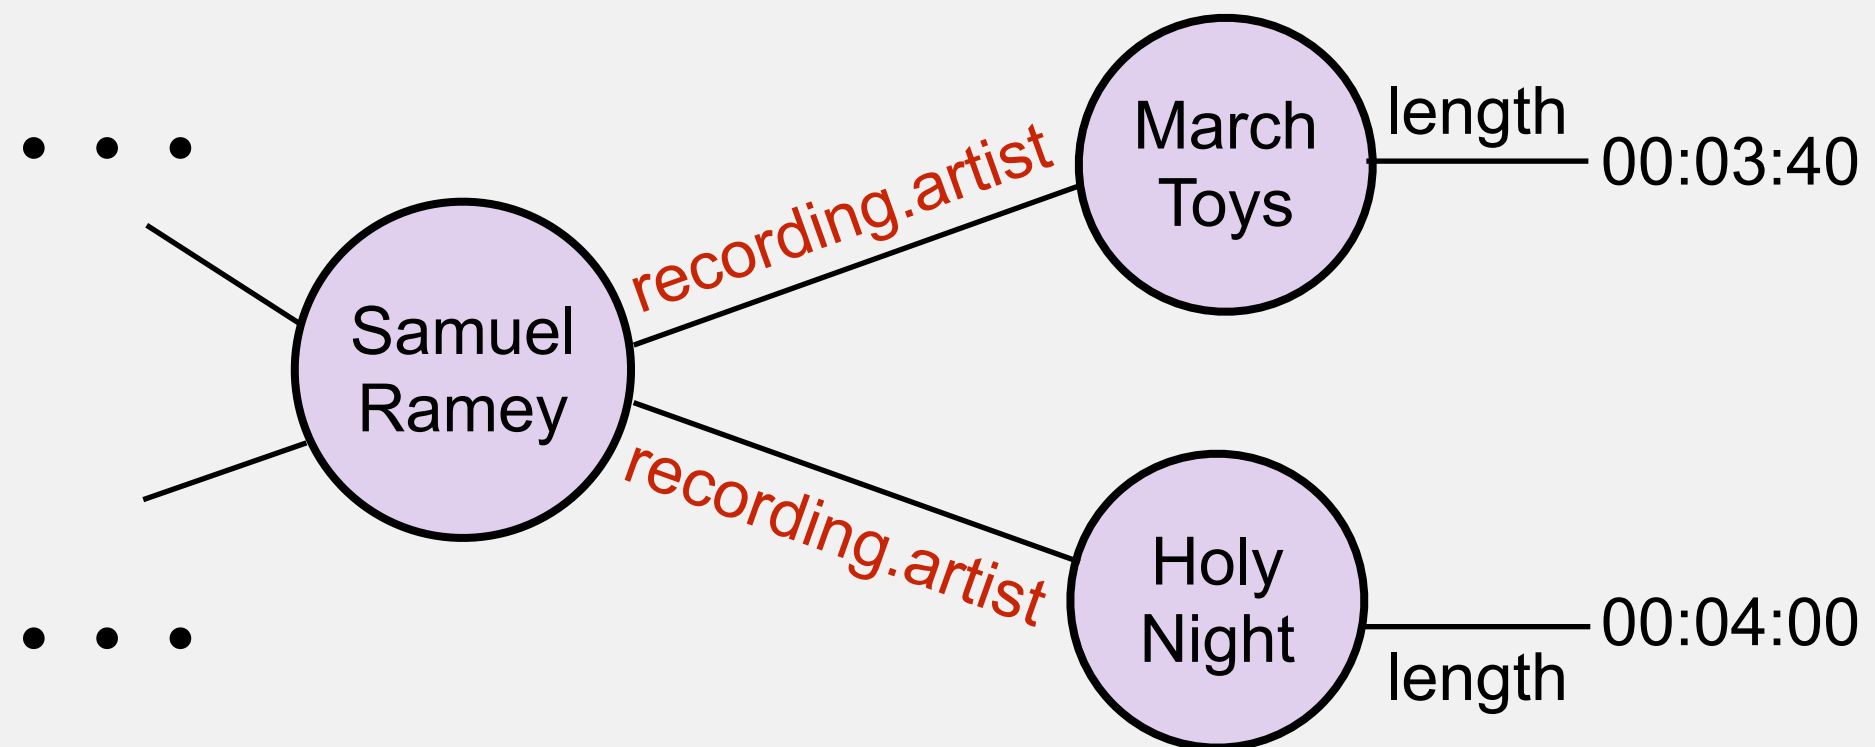 • • •
Samuel
Ramey
recording.artist
March
Toys
length
00:03:40
recording.artist
Holy
Night
length
00:04:00
• • •